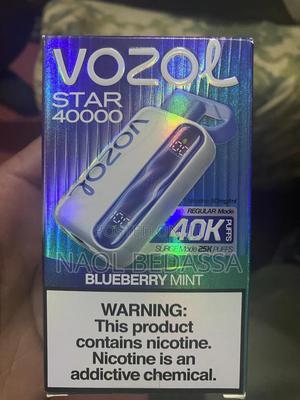 VOZOL
STAR
40000
VOZOL
REGULAR Mode
40K PUFFS
SURGE Mode 25K PUFFS
NAOL BEDASSA
BLUEBERRY MINT
WARNING:
This product
contains nicotine.
Nicotine is an
addictive chemical.